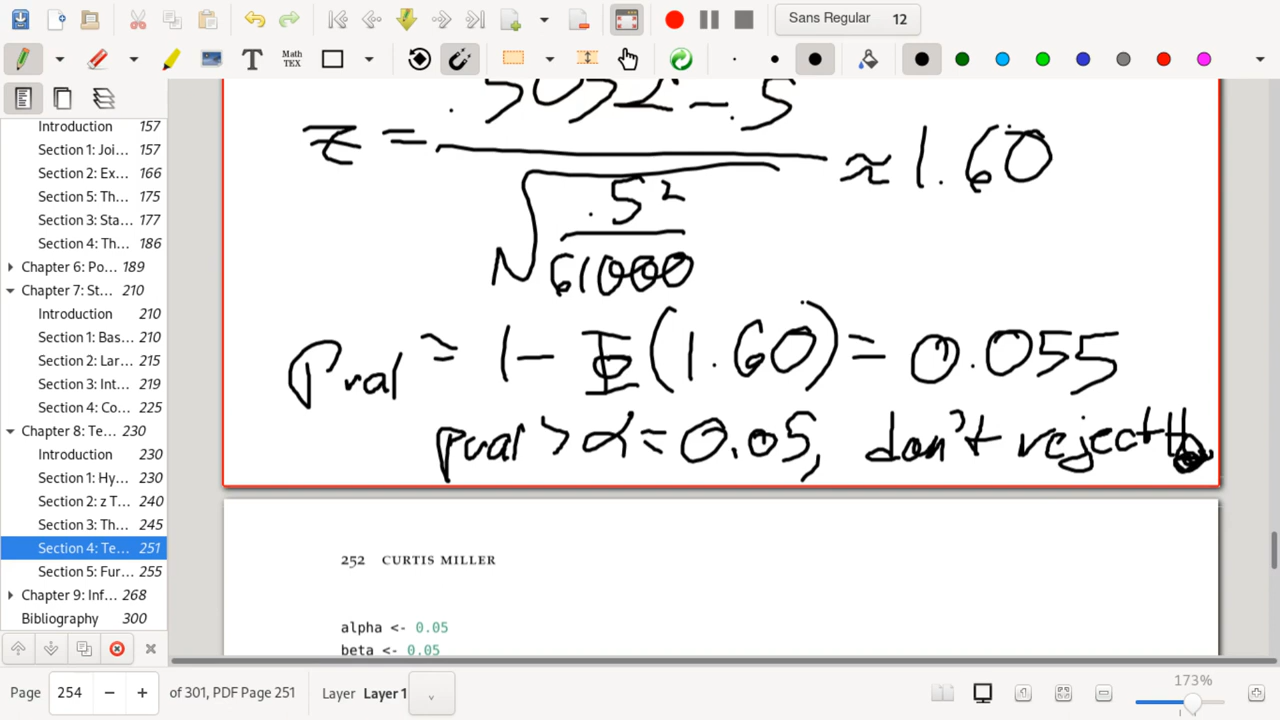 Sans Regular 12
T Math TEX
Introduction 157
Section 1: Joi... 157
Section 2: Ex... 166
Section 5: Th... 175
Section 3: Sta... 177
Section 4: Th... 186
Chapter 6: Po... 189
Chapter 7: St... 210
Introduction 210
Section 1: Bas... 210
Section 2: Lar... 215
Section 3: Int... 219
Section 4: Co... 225
Chapter 8: Te... 230
Introduction 230
Section 1: Hy... 230
Section 2: z T... 240
Section 3: Th... 245
Section 4: Te... 251
Section 5: Fur... 255
Chapter 9: Inf... 268
Bibliography 300
z = .5032 - .5 / √(.5² / 61000) ≈ 1.60
pval = 1 - Φ(1.60) = 0.055
pval > α = 0.05, don't reject H₀
252 CURTIS MILLER
alpha <- 0.05
beta <- 0.05
Page 254 of 301, PDF Page 251 Layer Layer 1 173%